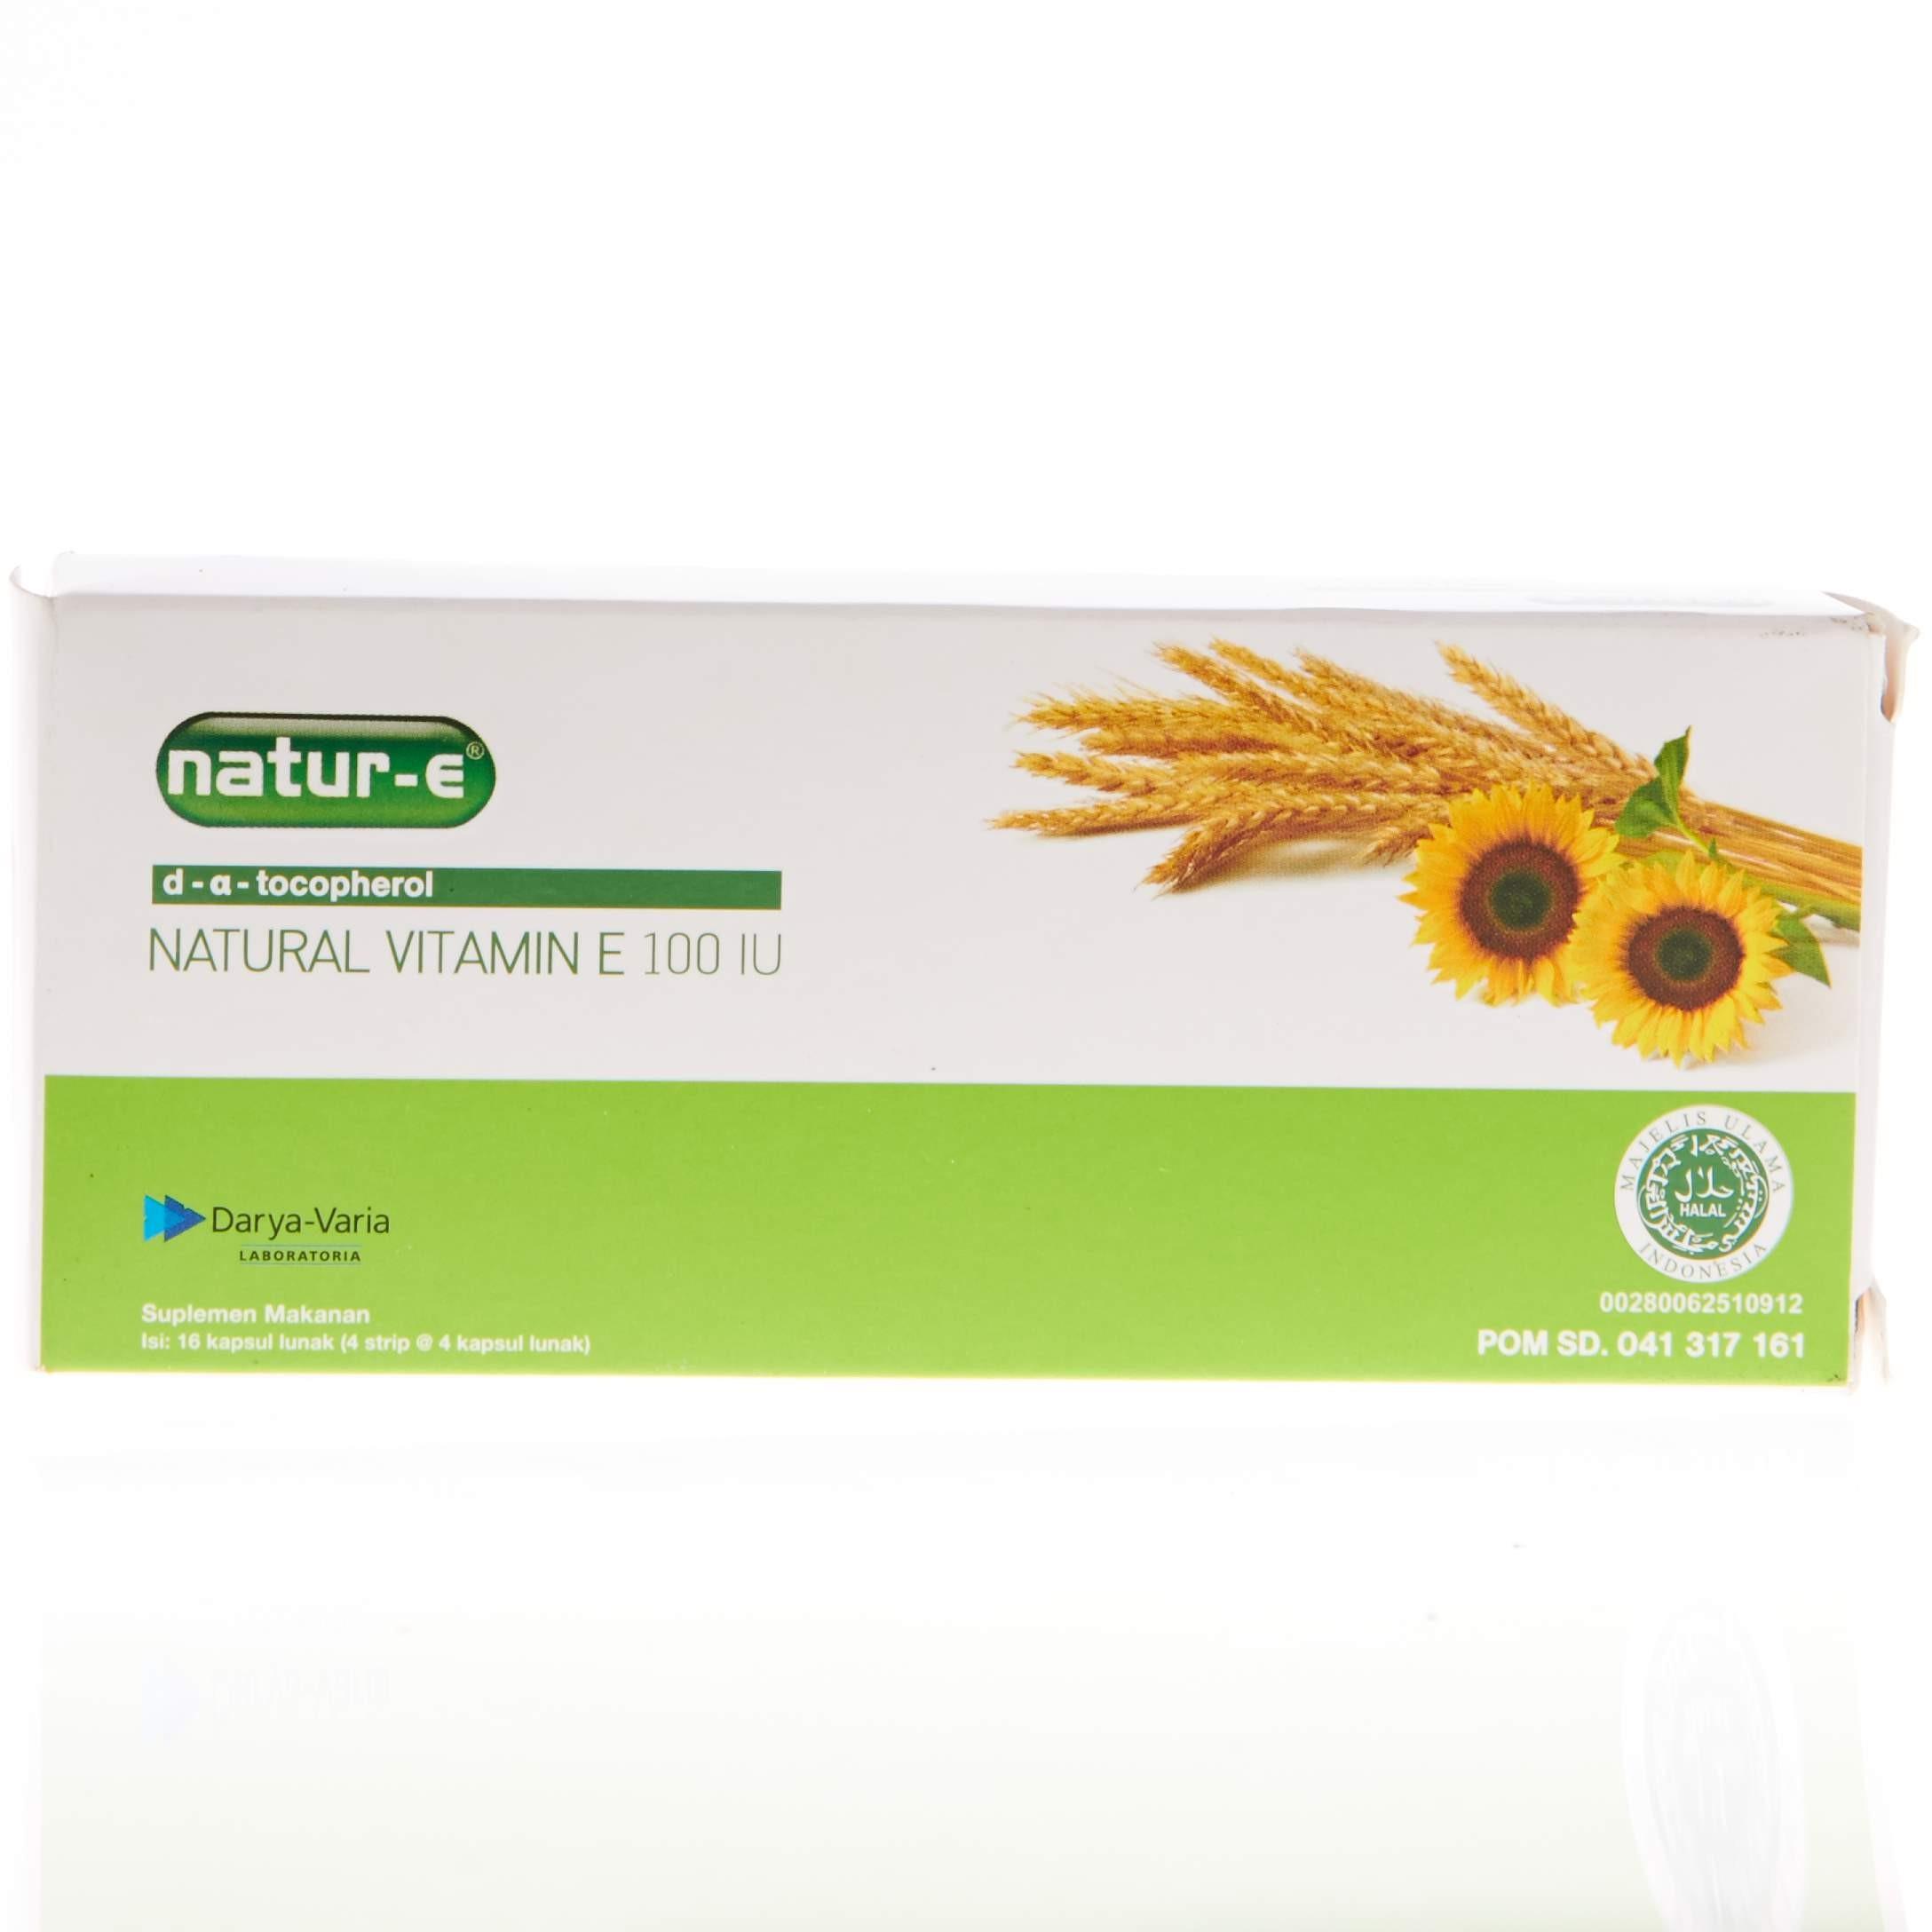 natur-e®
d - α - tocopherol
NATURAL VITAMIN E 100 IU
Darya-Varia
LABORATORIA
Suplemen Makanan
Isi: 16 kapsul lunak (4 strip @ 4 kapsul lunak)
MAJELIS ULAMA
حلال
HALAL
INDONESIA
00280062510912
POM SD. 041 317 161